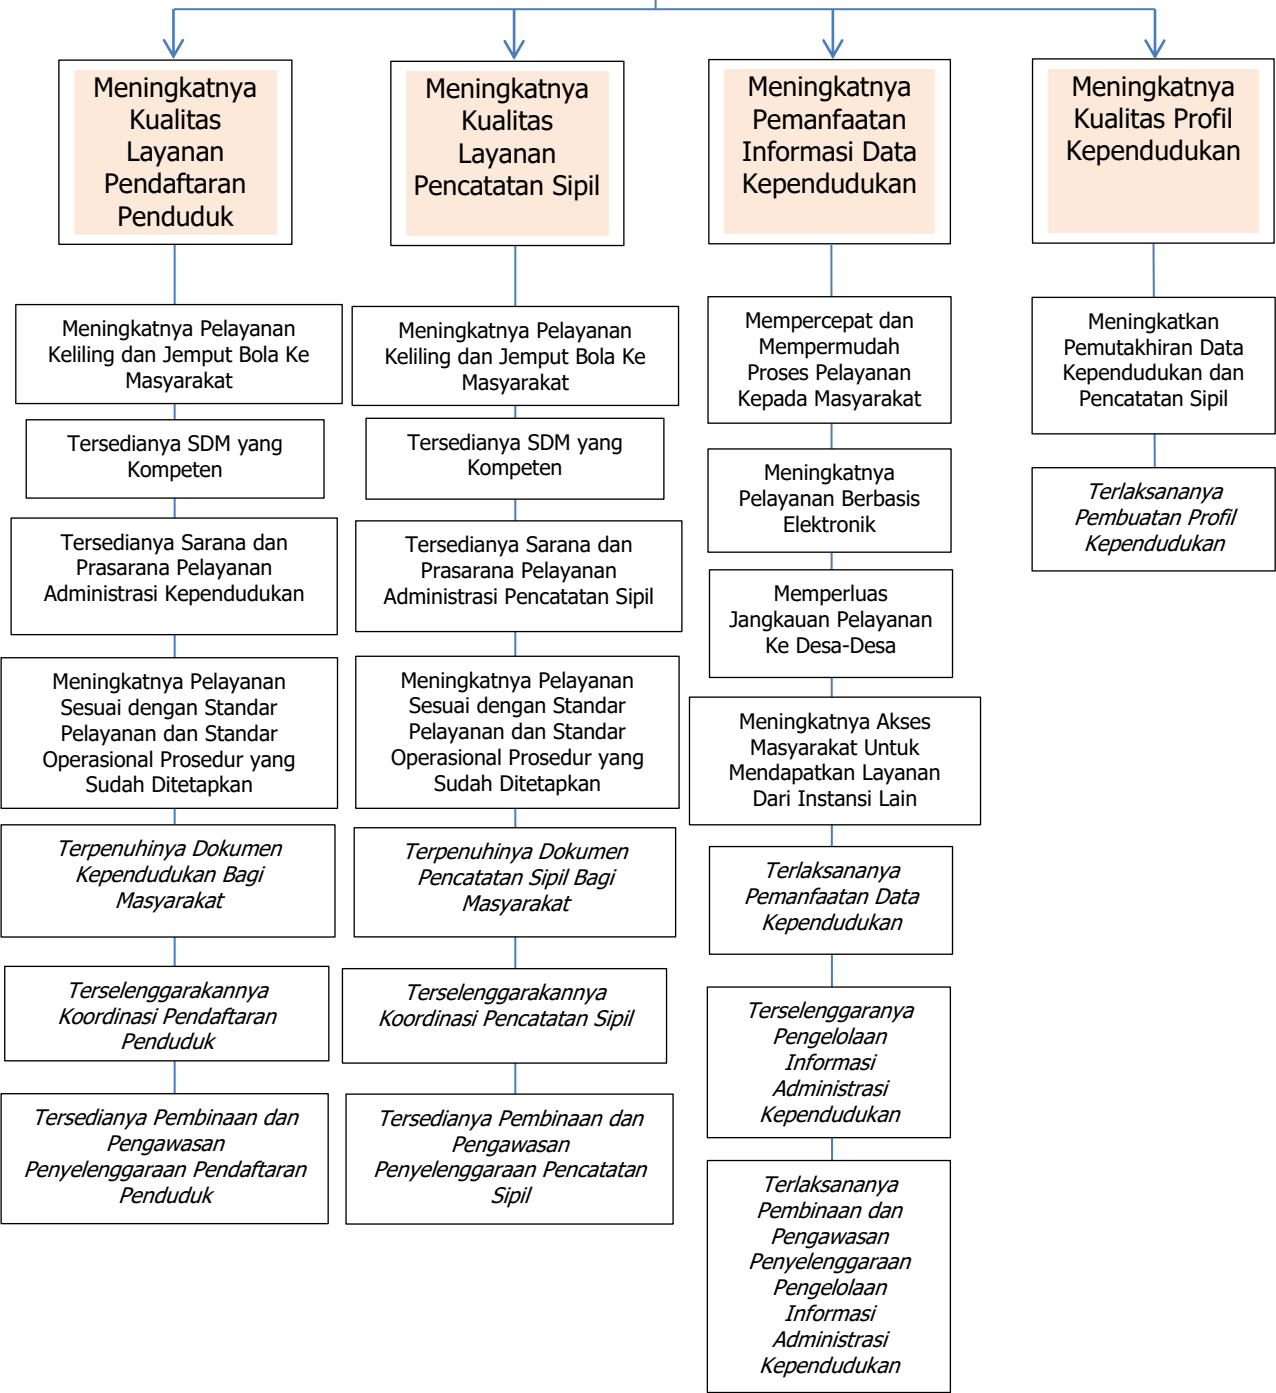 Meningkatnya
Kualitas
Layanan
Pendaftaran
Penduduk
Meningkatnya Pelayanan
Keliling dan Jemput Bola Ke
Masyarakat
Tersedianya SDM yang
Kompeten
Tersedianya Sarana dan
Prasarana Pelayanan
Administrasi Kependudukan
Meningkatnya Pelayanan
Sesuai dengan Standar
Pelayanan dan Standar
Operasional Prosedur yang
Sudah Ditetapkan
Terpenuhinya Dokumen
Kependudukan Bagi
Masyarakat
Terselenggarakannya
Koordinasi Pendaftaran
Penduduk
Tersedianya Pembinaan dan
Pengawasan
Penyelenggaraan Pendaftaran
Penduduk
Meningkatnya
Kualitas
Layanan
Pencatatan Sipil
Meningkatnya Pelayanan
Keliling dan Jemput Bola Ke
Masyarakat
Tersedianya SDM yang
Kompeten
Tersedianya Sarana dan
Prasarana Pelayanan
Administrasi Pencatatan Sipil
Meningkatnya Pelayanan
Sesuai dengan Standar
Pelayanan dan Standar
Operasional Prosedur yang
Sudah Ditetapkan
Terpenuhinya Dokumen
Pencatatan Sipil Bagi
Masyarakat
Terselenggarakannya
Koordinasi Pencatatan Sipil
Tersedianya Pembinaan dan
Pengawasan
Penyelenggaraan Pencatatan
Sipil
Meningkatnya
Pemanfaatan
Informasi Data
Kependudukan
Mempercepat dan
Mempermudah
Proses Pelayanan
Kepada Masyarakat
Meningkatnya
Pelayanan Berbasis
Elektronik
Memperluas
Jangkauan Pelayanan
Ke Desa-Desa
Meningkatnya Akses
Masyarakat Untuk
Mendapatkan Layanan
Dari Instansi Lain
Terlaksananya
Pemanfaatan Data
Kependudukan
Terselenggaranya
Pengelolaan
Informasi
Administrasi
Kependudukan
Terlaksananya
Pembinaan dan
Pengawasan
Penyelenggaraan
Pengelolaan
Informasi
Administrasi
Kependudukan
Meningkatnya
Kualitas Profil
Kependudukan
Meningkatkan
Pemutakhiran Data
Kependudukan dan
Pencatatan Sipil
Terlaksananya
Pembuatan Profil
Kependudukan